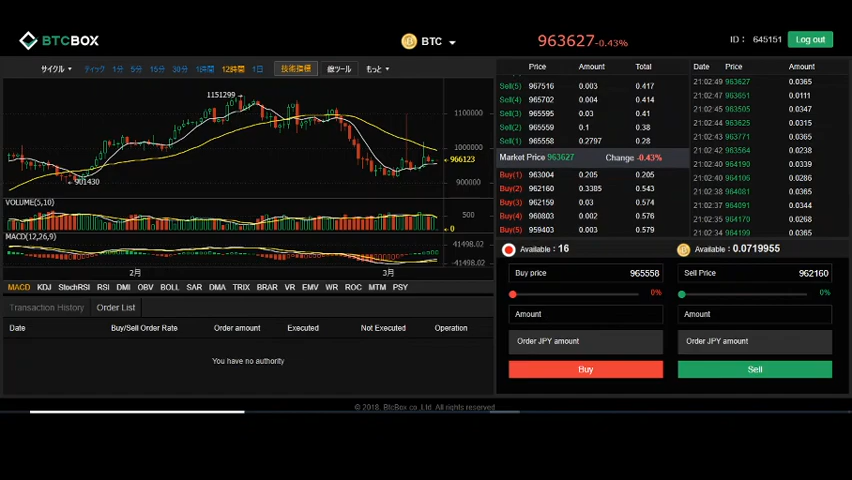 BTCBOX
BTC
963627-0.43%
ID： 645151
Log out
サイクル ティック 1分 5分 15分 30分 1時間 12時間 1日 技術指標 線ツール もっと
1151299
901430
1100000
1000000
966123
900000
VOLUME(5,10)
500
0
MACD(12,26,9)
41498.02
-41498.02
2月 3月
MACD KDJ StochRSI RSI DMI OBV BOLL SAR DMA TRIX BRAR VR EMV WR ROC MTM PSY
Transaction History Order List
Date Buy/Sell Order Rate Order amount Executed Not Executed Operation
You have no authority
Price Amount Total
Sell(5) 967516 0.003 0.417
Sell(4) 965702 0.004 0.414
Sell(3) 965595 0.03 0.41
Sell(2) 965559 0.1 0.38
Sell(1) 965558 0.2797 0.28
Market Price 963627 Change -0.43%
Buy(1) 963004 0.205 0.205
Buy(2) 962160 0.3385 0.543
Buy(3) 962159 0.03 0.574
Buy(4) 960803 0.002 0.576
Buy(5) 959403 0.003 0.579
Date Price Amount
21:02:49 963627 0.0365
21:02:47 963651 0.0111
21:02:45 963505 0.0347
21:02:44 963535 0.0131
21:02:43 963771 0.0365
21:02:42 963564 0.0238
21:02:40 964190 0.0339
21:02:39 964106 0.0286
21:02:38 964081 0.0365
21:02:37 964091 0.0316
21:02:35 964170 0.0268
21:02:34 964196 0.0365
Available : 16
Buy price 965558
0%
Amount
Order JPY amount
Buy
Available : 0.0719955
Sell Price 962160
0%
Amount
Order JPY amount
Sell
© 2018, BtcBox co.,Ltd. All rights reserved